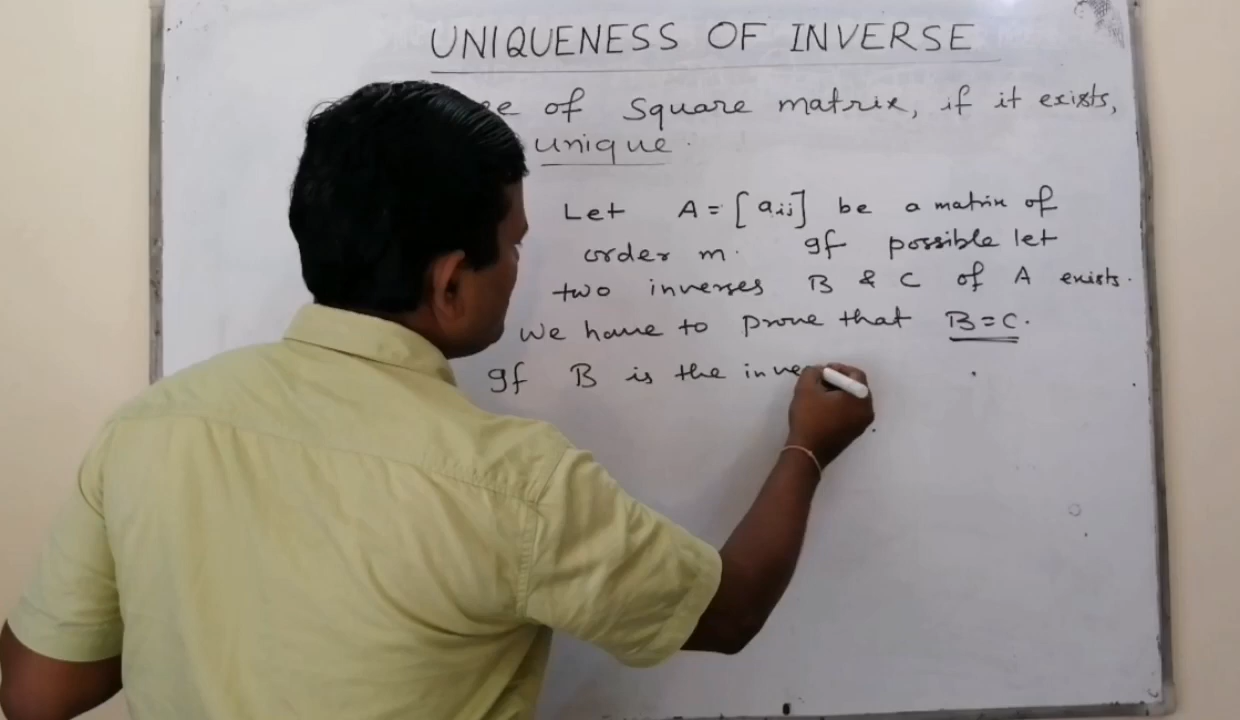 UNIQUENESS OF INVERSE
of Square matrix, if it exists,
unique.
Let A = [aij] be a matrix of
order m. If possible let
two inverses B & C of A exists.
We have to prove that B=C.
If B is the inve